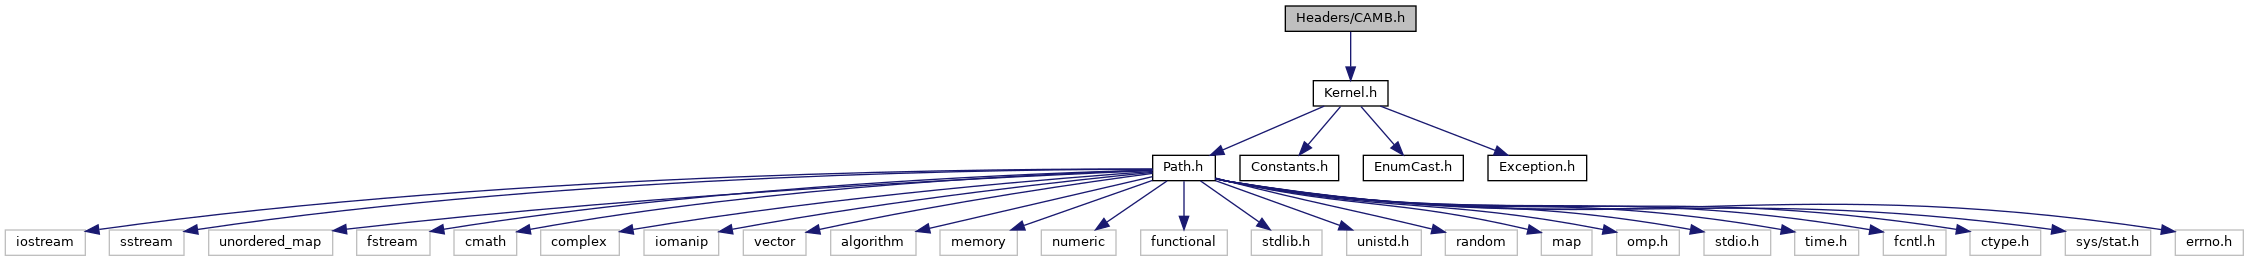 Headers/CAMB.h
Kernel.h
Path.h
Constants.h
EnumCast.h
Exception.h
iostream
sstream
unordered_map
fstream
cmath
complex
iomanip
vector
algorithm
memory
numeric
functional
stdlib.h
unistd.h
random
map
omp.h
stdio.h
time.h
fcntl.h
ctype.h
sys/stat.h
errno.h